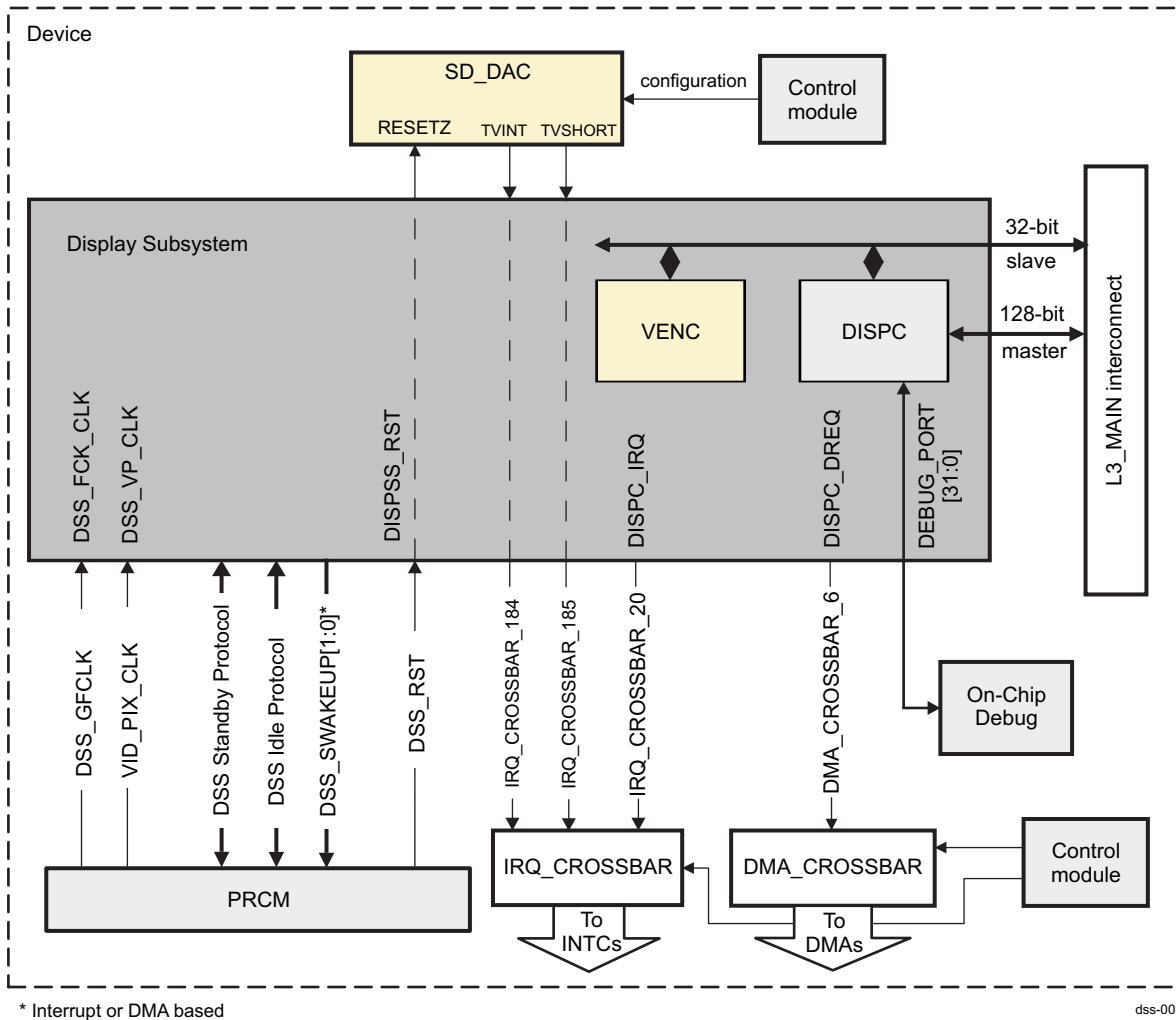 Device
SD_DAC
RESETZ
TVINT
TVSHORT
configuration
Control
module
Display Subsystem
32-bit
slave
128-bit
master
VENC
DISPC
L3_MAIN interconnect
DSS_FCK_CLK
DSS_VP_CLK
DISPSS_RST
DISPC_IRQ
DISPC_DREQ
DEBUG_PORT
[31:0]
DSS_GFCLK
VID_PIX_CLK
DSS Standby Protocol
DSS Idle Protocol
DSS_SWAKEUP[1:0]*
DSS_RST
IRQ_CROSSBAR_184
IRQ_CROSSBAR_185
IRQ_CROSSBAR_20
DMA_CROSSBAR_6
On-Chip
Debug
PRCM
IRQ_CROSSBAR
DMA_CROSSBAR
Control
module
To
INTCs
To
DMAs
* Interrupt or DMA based
dss-00